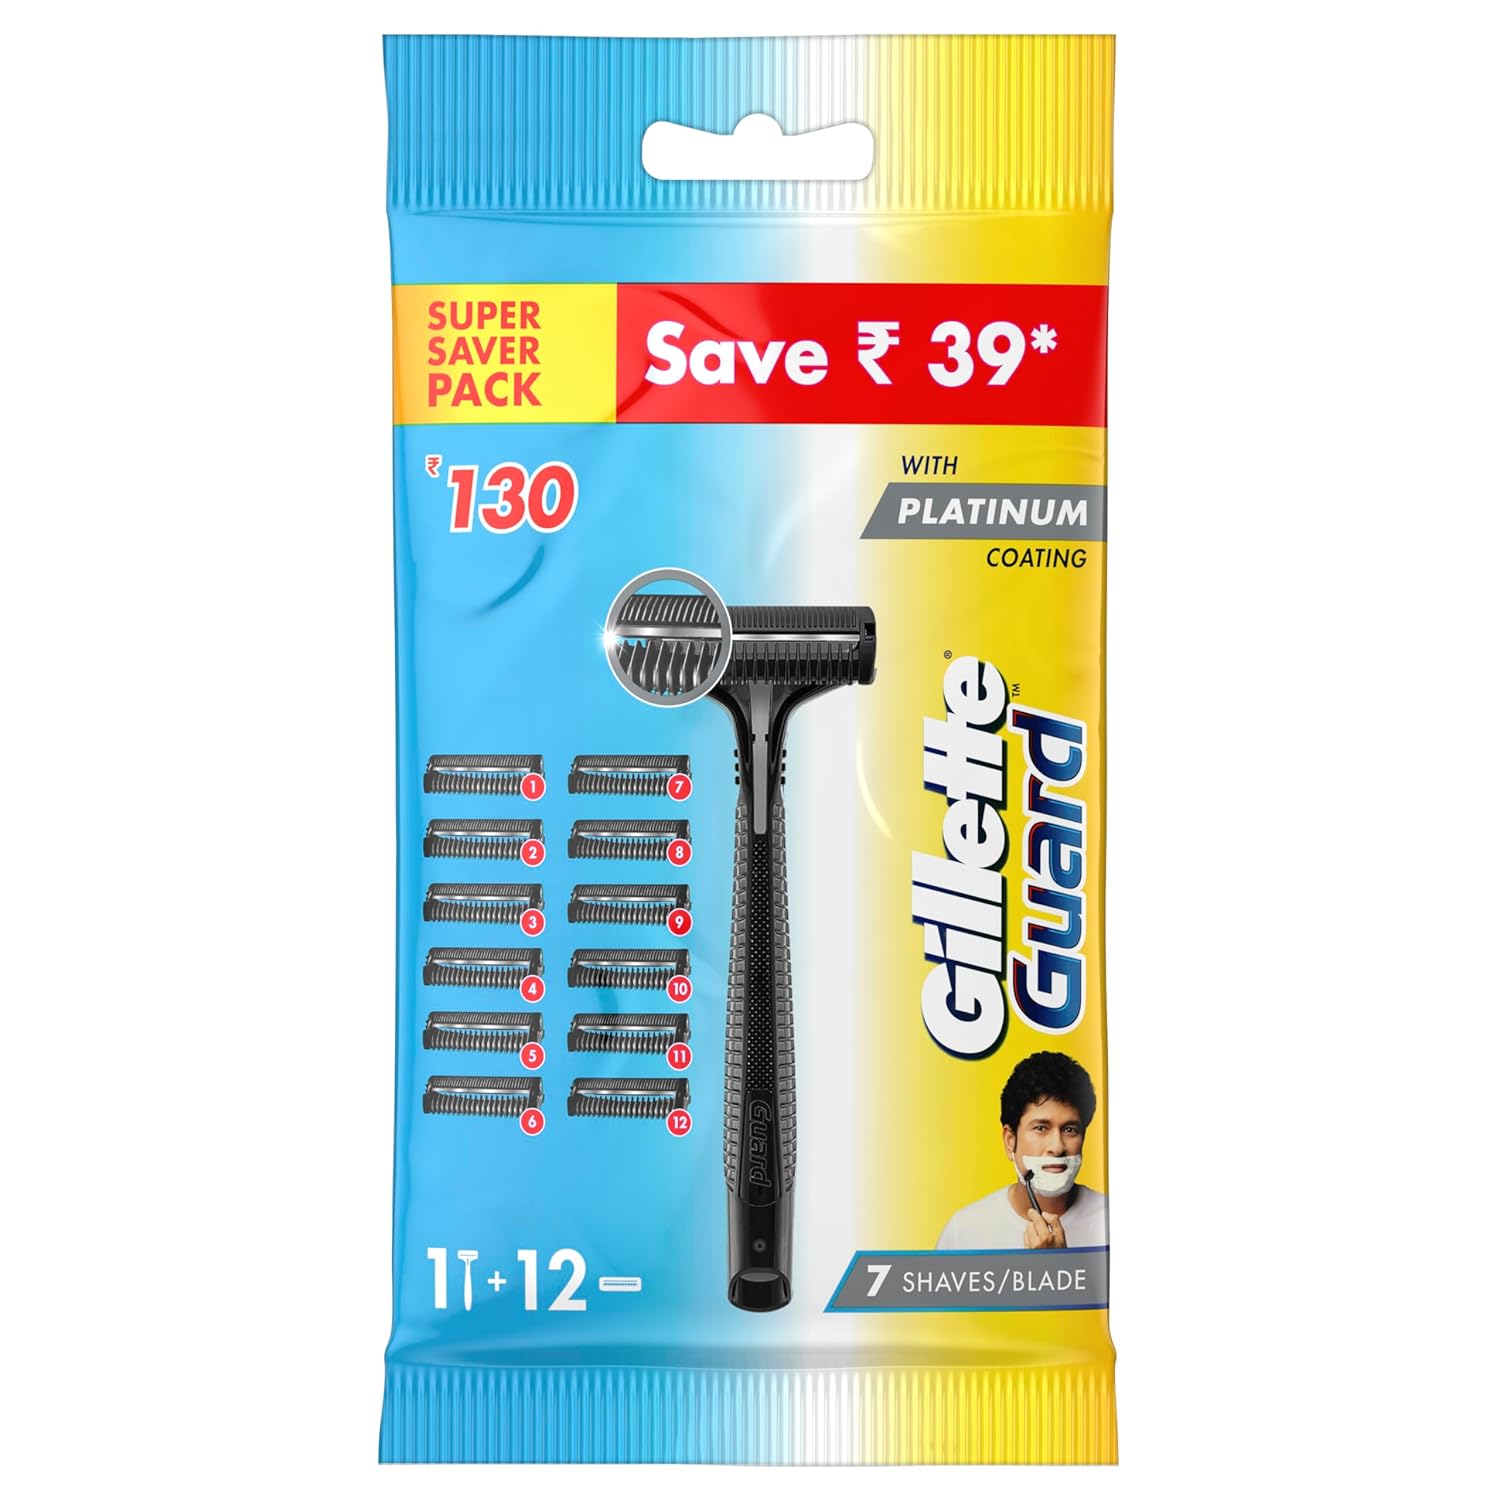 SUPER
SAVER
PACK
Save ₹ 39*
₹ 130
WITH
PLATINUM
COATING
Gillette®
Guard™
1
2
3
4
5
6
7
8
9
10
11
12
Guard
1 + 12
7 SHAVES/BLADE